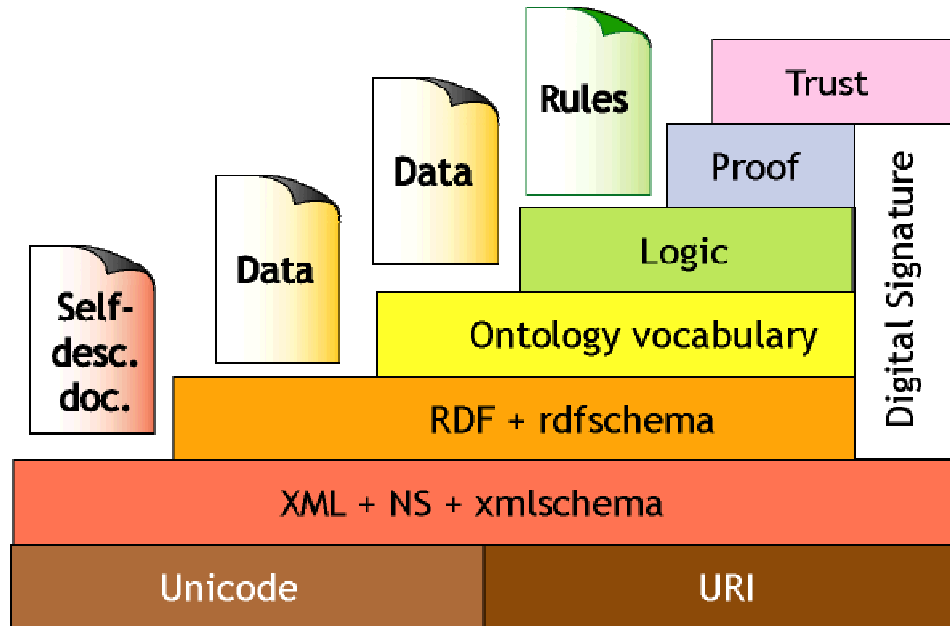 Rules
Trust
Data
Proof
Data
Logic
Self-
desc.
doc.
Ontology vocabulary
Digital Signature
RDF + rdfschema
XML + NS + xmlschema
Unicode
URI